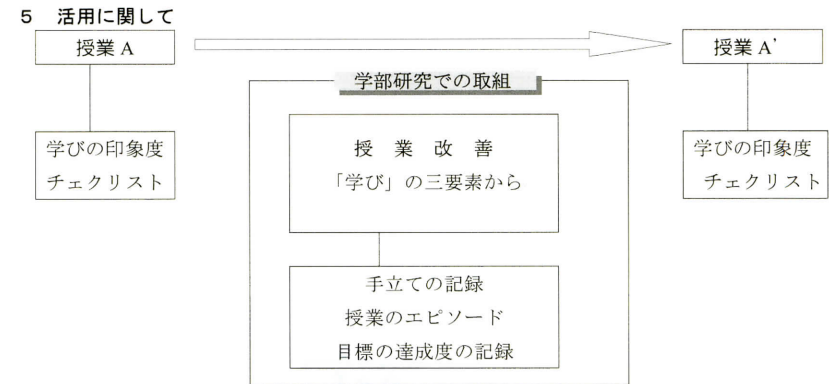 5 活用に関して
授業 A
授業 A'
学部研究での取組
学びの印象度
チェクリスト
授 業 改 善
「学び」の三要素から
学びの印象度
チェクリスト
手立ての記録
授業のエピソード
目標の達成度の記録